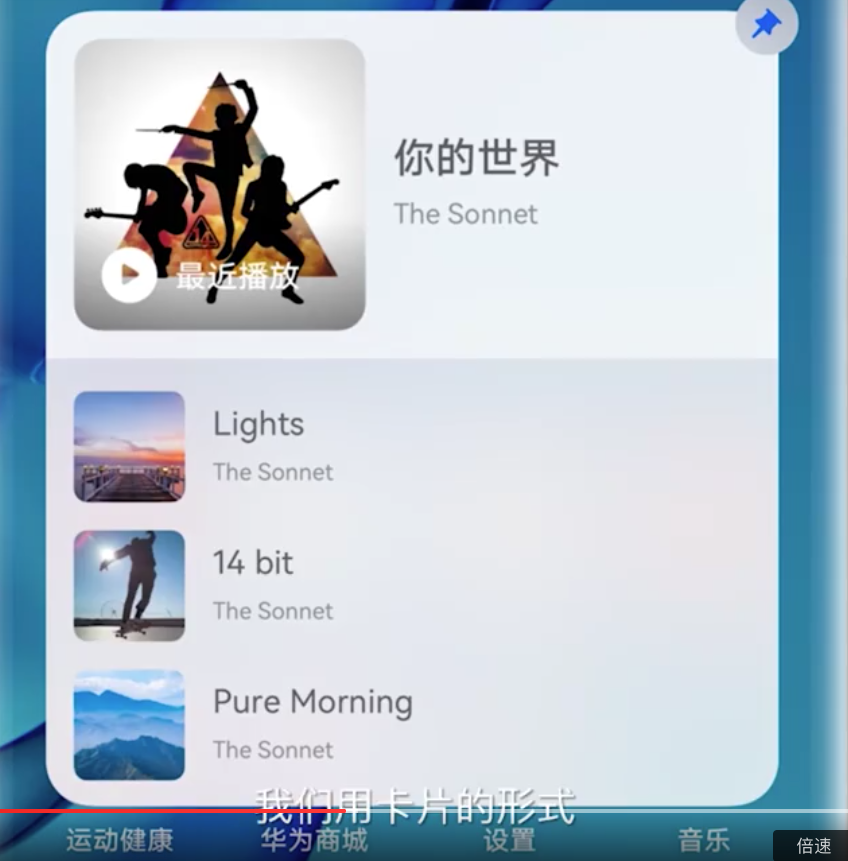 你的世界
The Sonnet
最近播放
Lights
The Sonnet
14 bit
The Sonnet
Pure Morning
The Sonnet
我们用卡片的形式
运动健康 华为商城 设置 音乐
倍速